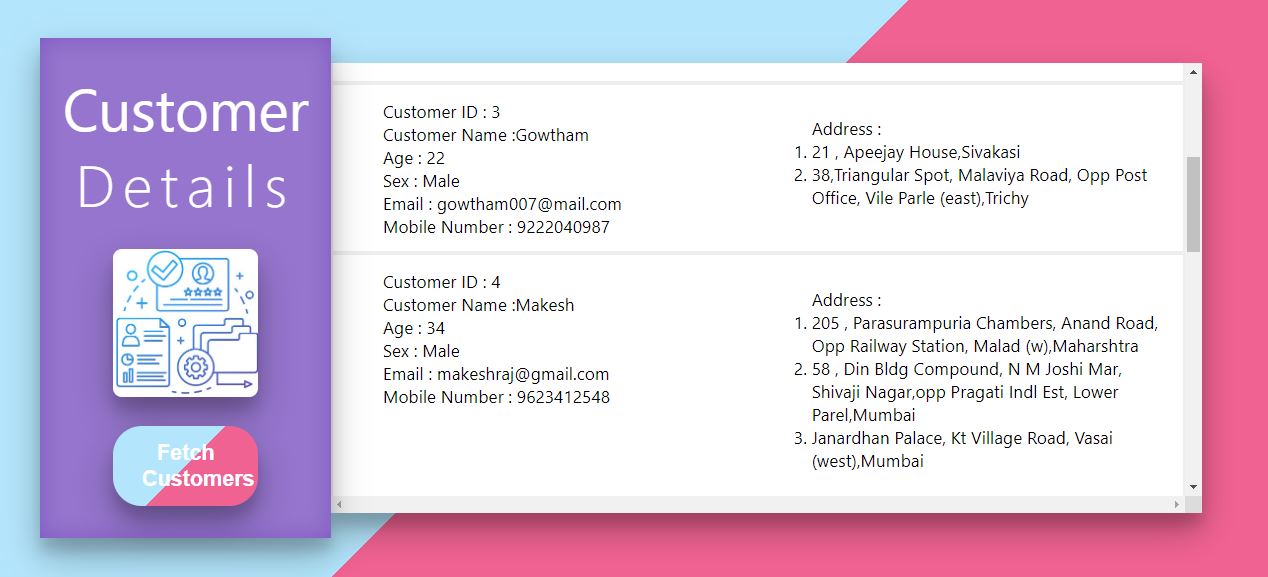 Customer
Details
Fetch
Customers
Customer ID : 3
Customer Name :Gowtham
Age : 22
Sex : Male
Email : gowtham007@mail.com
Mobile Number : 9222040987
Address :
1. 21 , Apeejay House,Sivakasi
2. 38,Triangular Spot, Malaviya Road, Opp Post
Office, Vile Parle (east),Trichy
Customer ID : 4
Customer Name :Makesh
Age : 34
Sex : Male
Email : makeshraj@gmail.com
Mobile Number : 9623412548
Address :
1. 205 , Parasurampuria Chambers, Anand Road,
Opp Railway Station, Malad (w),Maharshtra
2. 58 , Din Bldg Compound, N M Joshi Mar,
Shivaji Nagar,opp Pragati Indl Est, Lower
Parel,Mumbai
3. Janardhan Palace, Kt Village Road, Vasai
(west),Mumbai